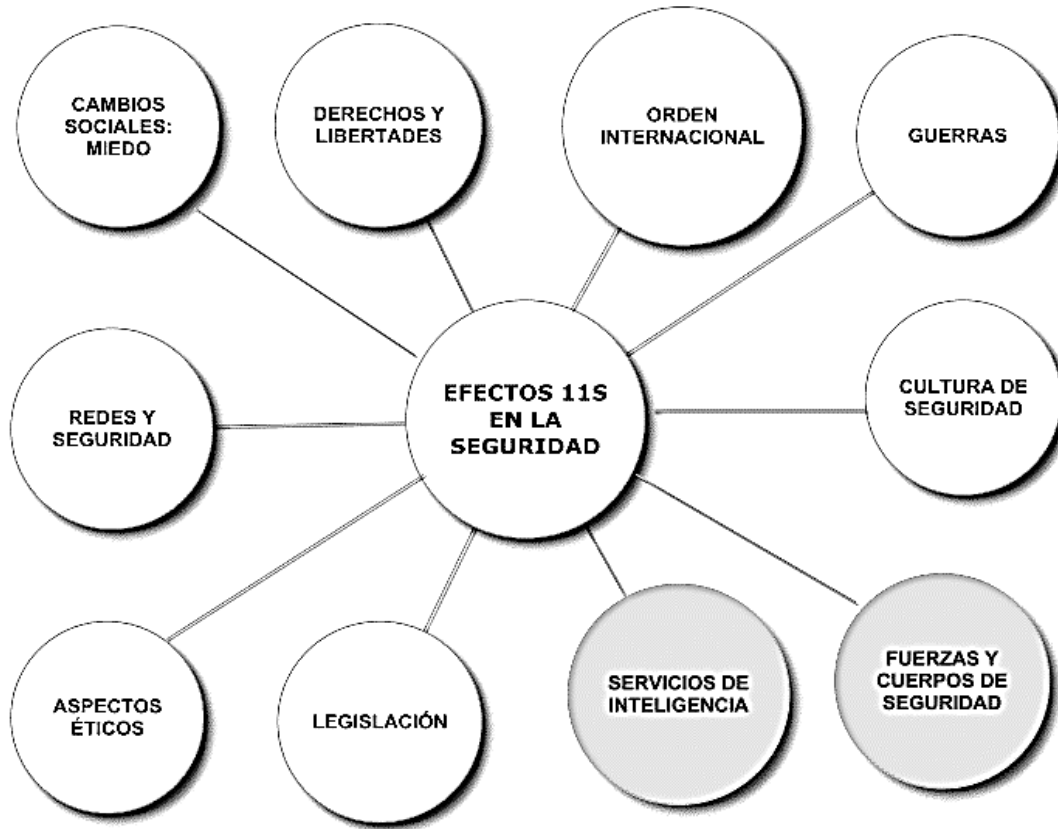 CAMBIOS
SOCIALES:
MIEDO
DERECHOS Y
LIBERTADES
ORDEN
INTERNACIONAL
GUERRAS
REDES Y
SEGURIDAD
EFECTOS 11S
EN LA
SEGURIDAD
CULTURA DE
SEGURIDAD
ASPECTOS
ÉTICOS
LEGISLACIÓN
SERVICIOS DE
INTELIGENCIA
FUERZAS Y
CUERPOS DE
SEGURIDAD